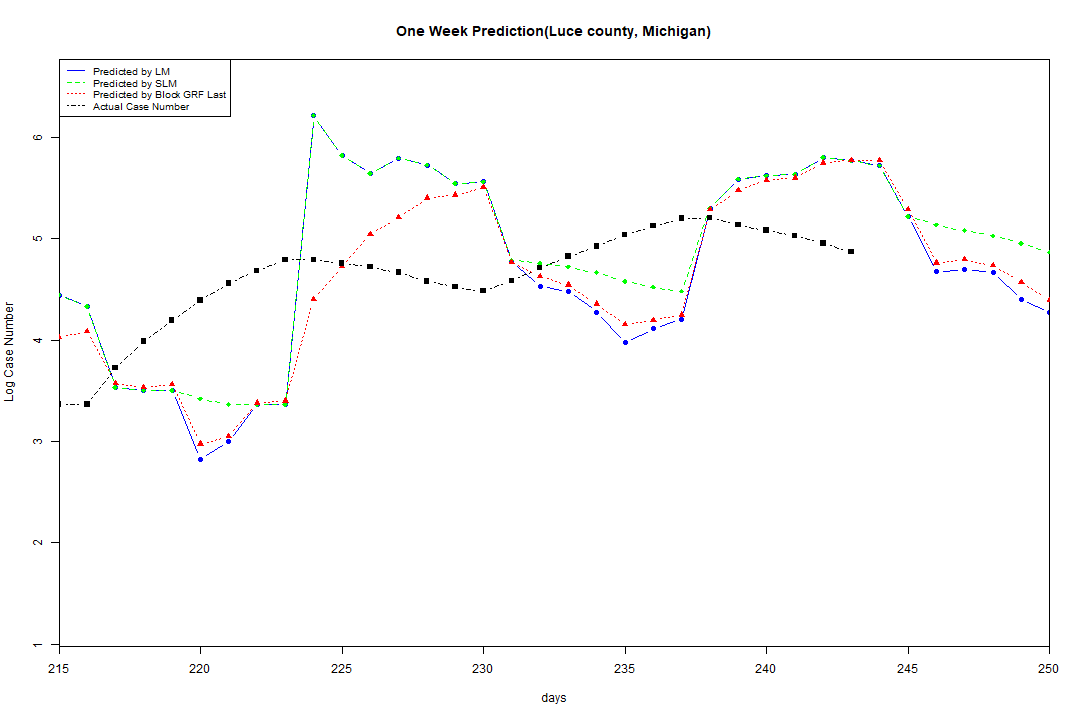 One Week Prediction(Luce county, Michigan)
Predicted by LM
Predicted by SLM
Predicted by Block GRF Last
Actual Case Number
Log Case Number
6
5
4
3
2
1
215 220 225 230 235 240 245 250
days